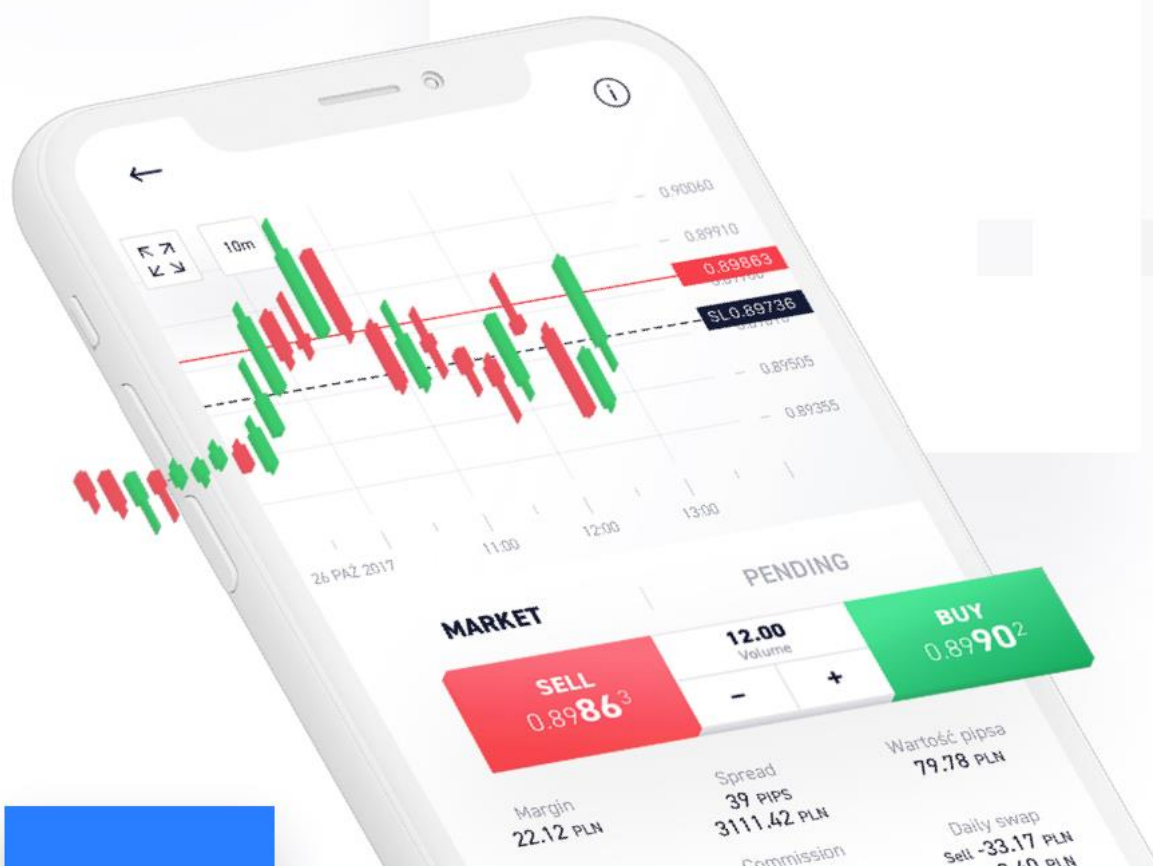 10m
0.90060
0.89910
0.89863
SL0.89736
0.89505
0.89355
26 PAŹ 2017
11:00
12:00
13:00
MARKET
PENDING
SELL
0.89863
12.00
Volume
-
+
BUY
0.89902
Margin
22.12 PLN
Spread
39 PIPS
3111.42 PLN
Wartość pipsa
79.78 PLN
Commission
Daily swap
Sell -33.17 PLN